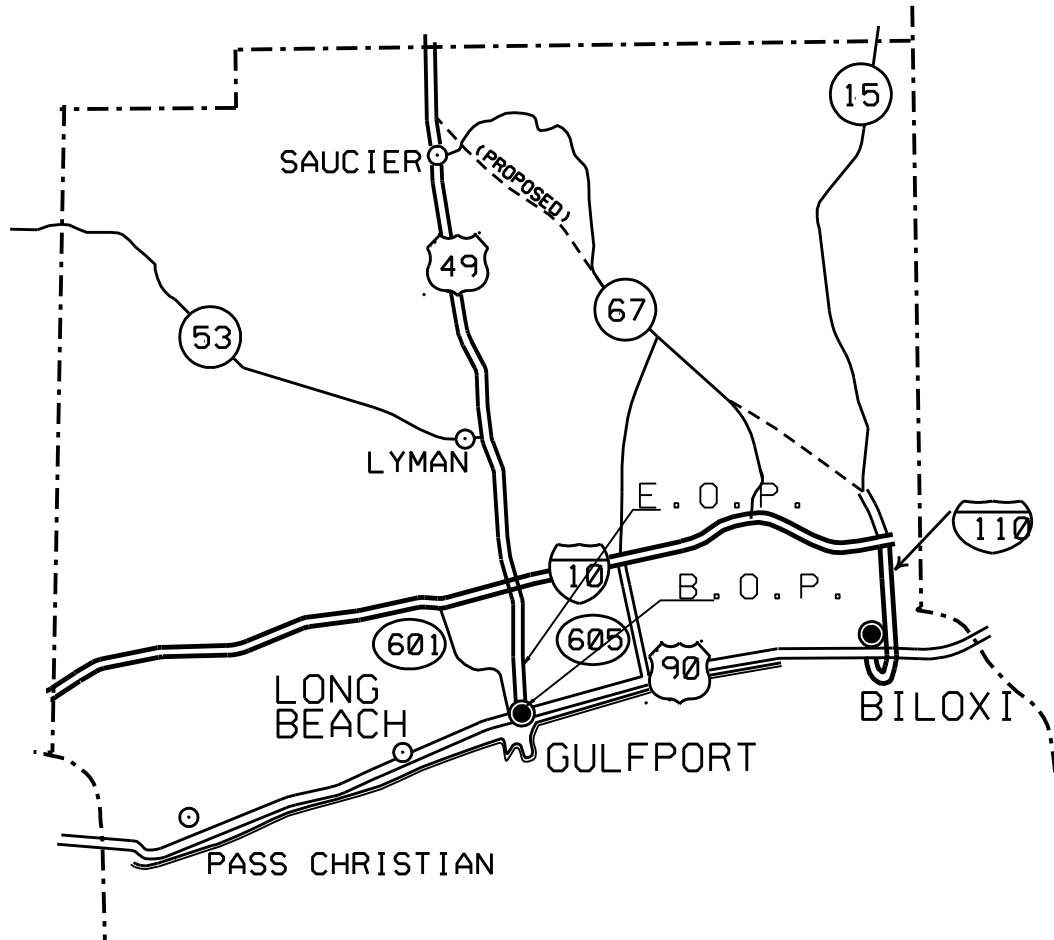 15
SAUCIER
(PROPOSED)
49
67
53
LYMAN
E.O.P.
110
10
B.O.P.
601
605
90
LONG
BEACH
BILOXI
GULFPORT
PASS CHRISTIAN